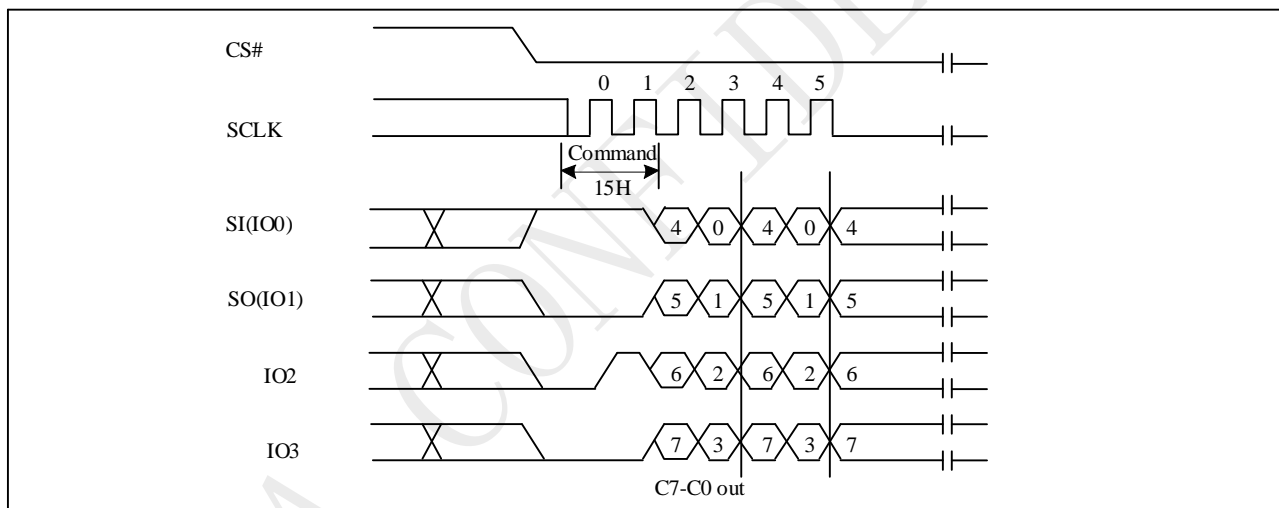 CS#
0 1 2 3 4 5
SCLK
Command
15H
SI(IO0) 4 0 4 0 4
SO(IO1) 5 1 5 1 5
IO2 6 2 6 2 6
IO3 7 3 7 3 7
C7-C0 out
A CONFIDE